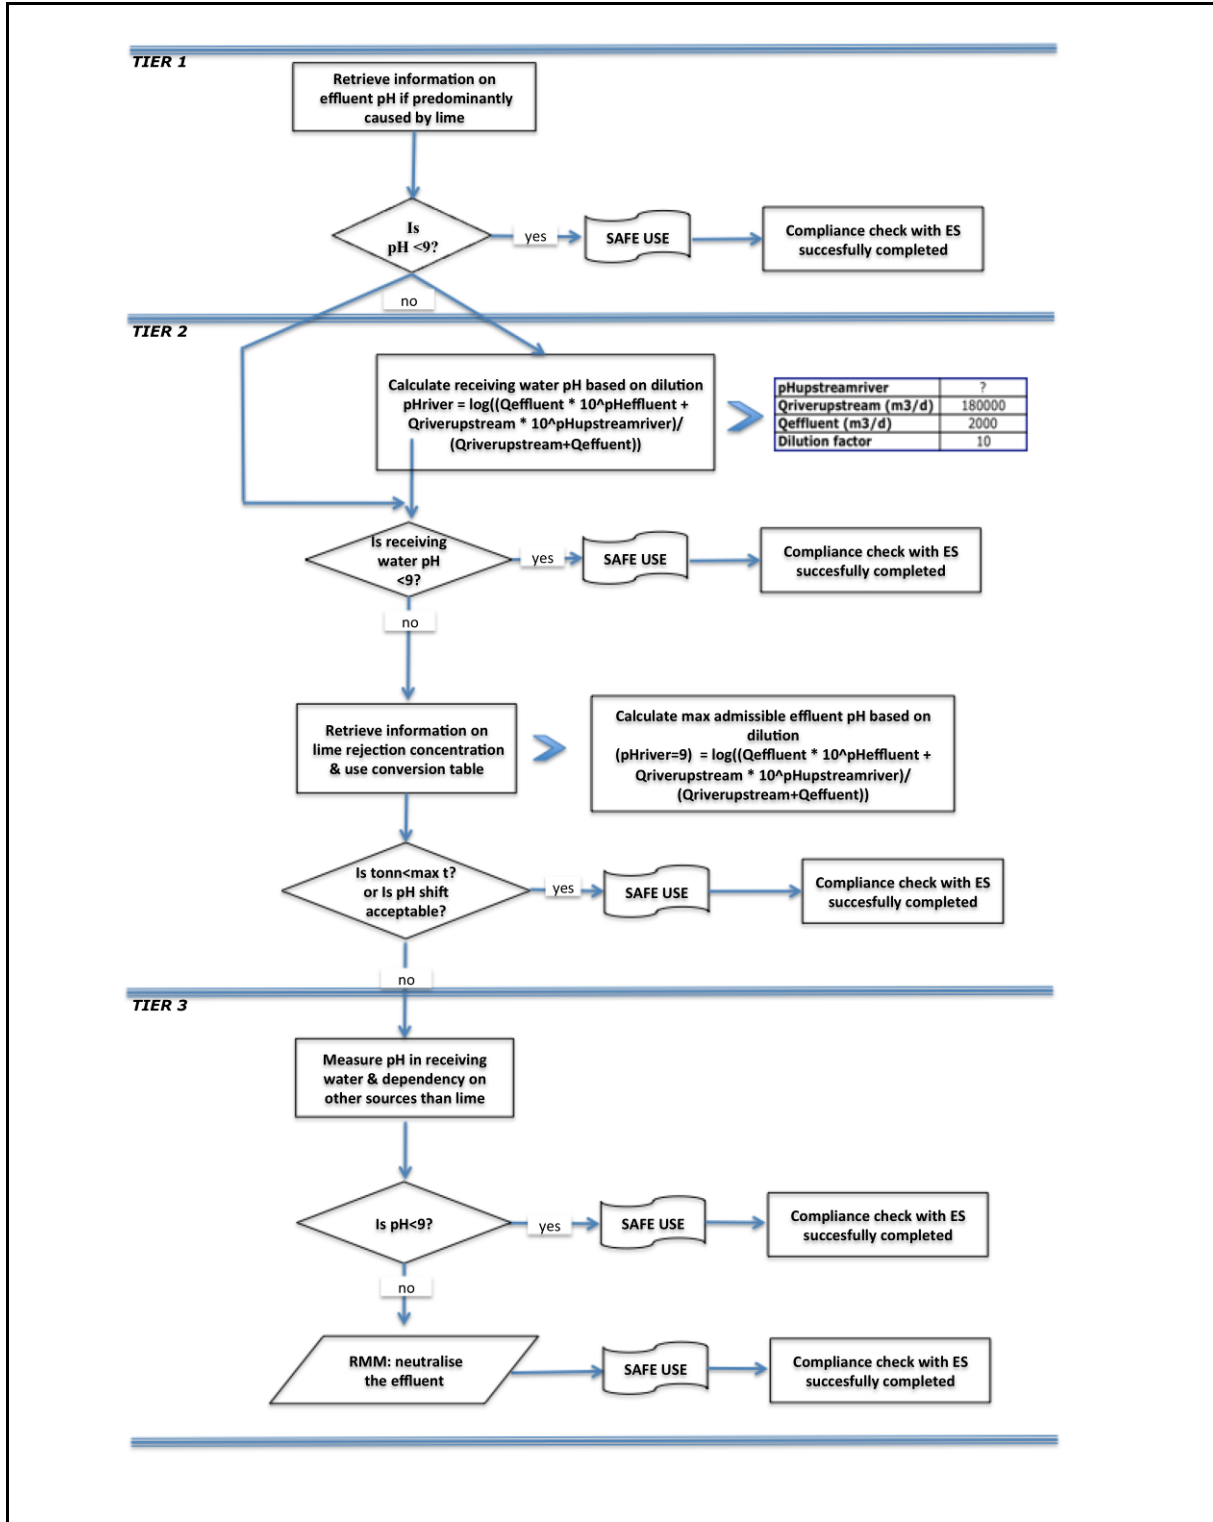 TIER 1
Retrieve information on
effluent pH if predominantly
caused by lime
Is
pH <9?
yes
SAFE USE
Compliance check with ES
succesfully completed
no
TIER 2
Calculate receiving water pH based on dilution
pHriver = log((Qeffluent * 10^pHeffluent +
Qriverupstream * 10^pHupstreamriver)/
(Qriverupstream+Qeffuent))
pHupstreamriver ?
Qriverupstream (m3/d) 180000
Qeffluent (m3/d) 2000
Dilution factor 10
Is receiving
water pH
<9?
yes
SAFE USE
Compliance check with ES
succesfully completed
no
Retrieve information on
lime rejection concentration
& use conversion table
Calculate max admissible effluent pH based on
dilution
(pHriver=9) = log((Qeffluent * 10^pHeffluent +
Qriverupstream * 10^pHupstreamriver)/
(Qriverupstream+Qeffuent))
Is tonn<max t?
or Is pH shift
acceptable?
yes
SAFE USE
Compliance check with ES
succesfully completed
no
TIER 3
Measure pH in receiving
water & dependency on
other sources than lime
Is pH<9?
yes
SAFE USE
Compliance check with ES
succesfully completed
no
RMM: neutralise
the effluent
SAFE USE
Compliance check with ES
succesfully completed